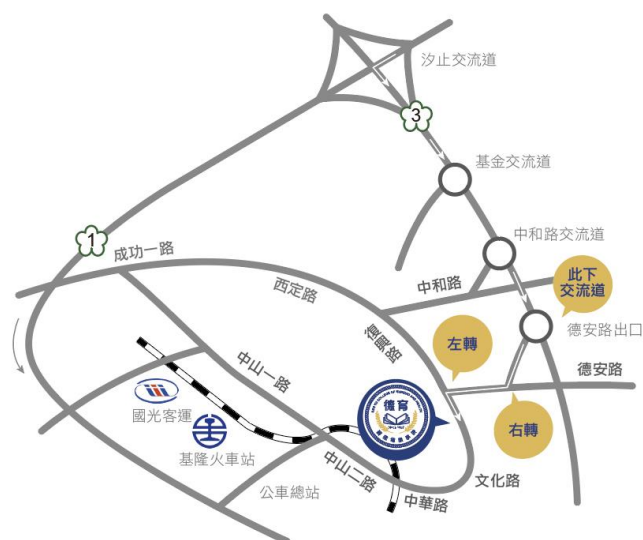 汐止交流道
3
基金交流道
1
中和路交流道
成功一路
此下
交流道
中和路
西定路
德安路出口
復興路
左轉
中山一路
德安路
國光客運
德育
右轉
基隆火車站
中山二路
文化路
公車總站
中華路